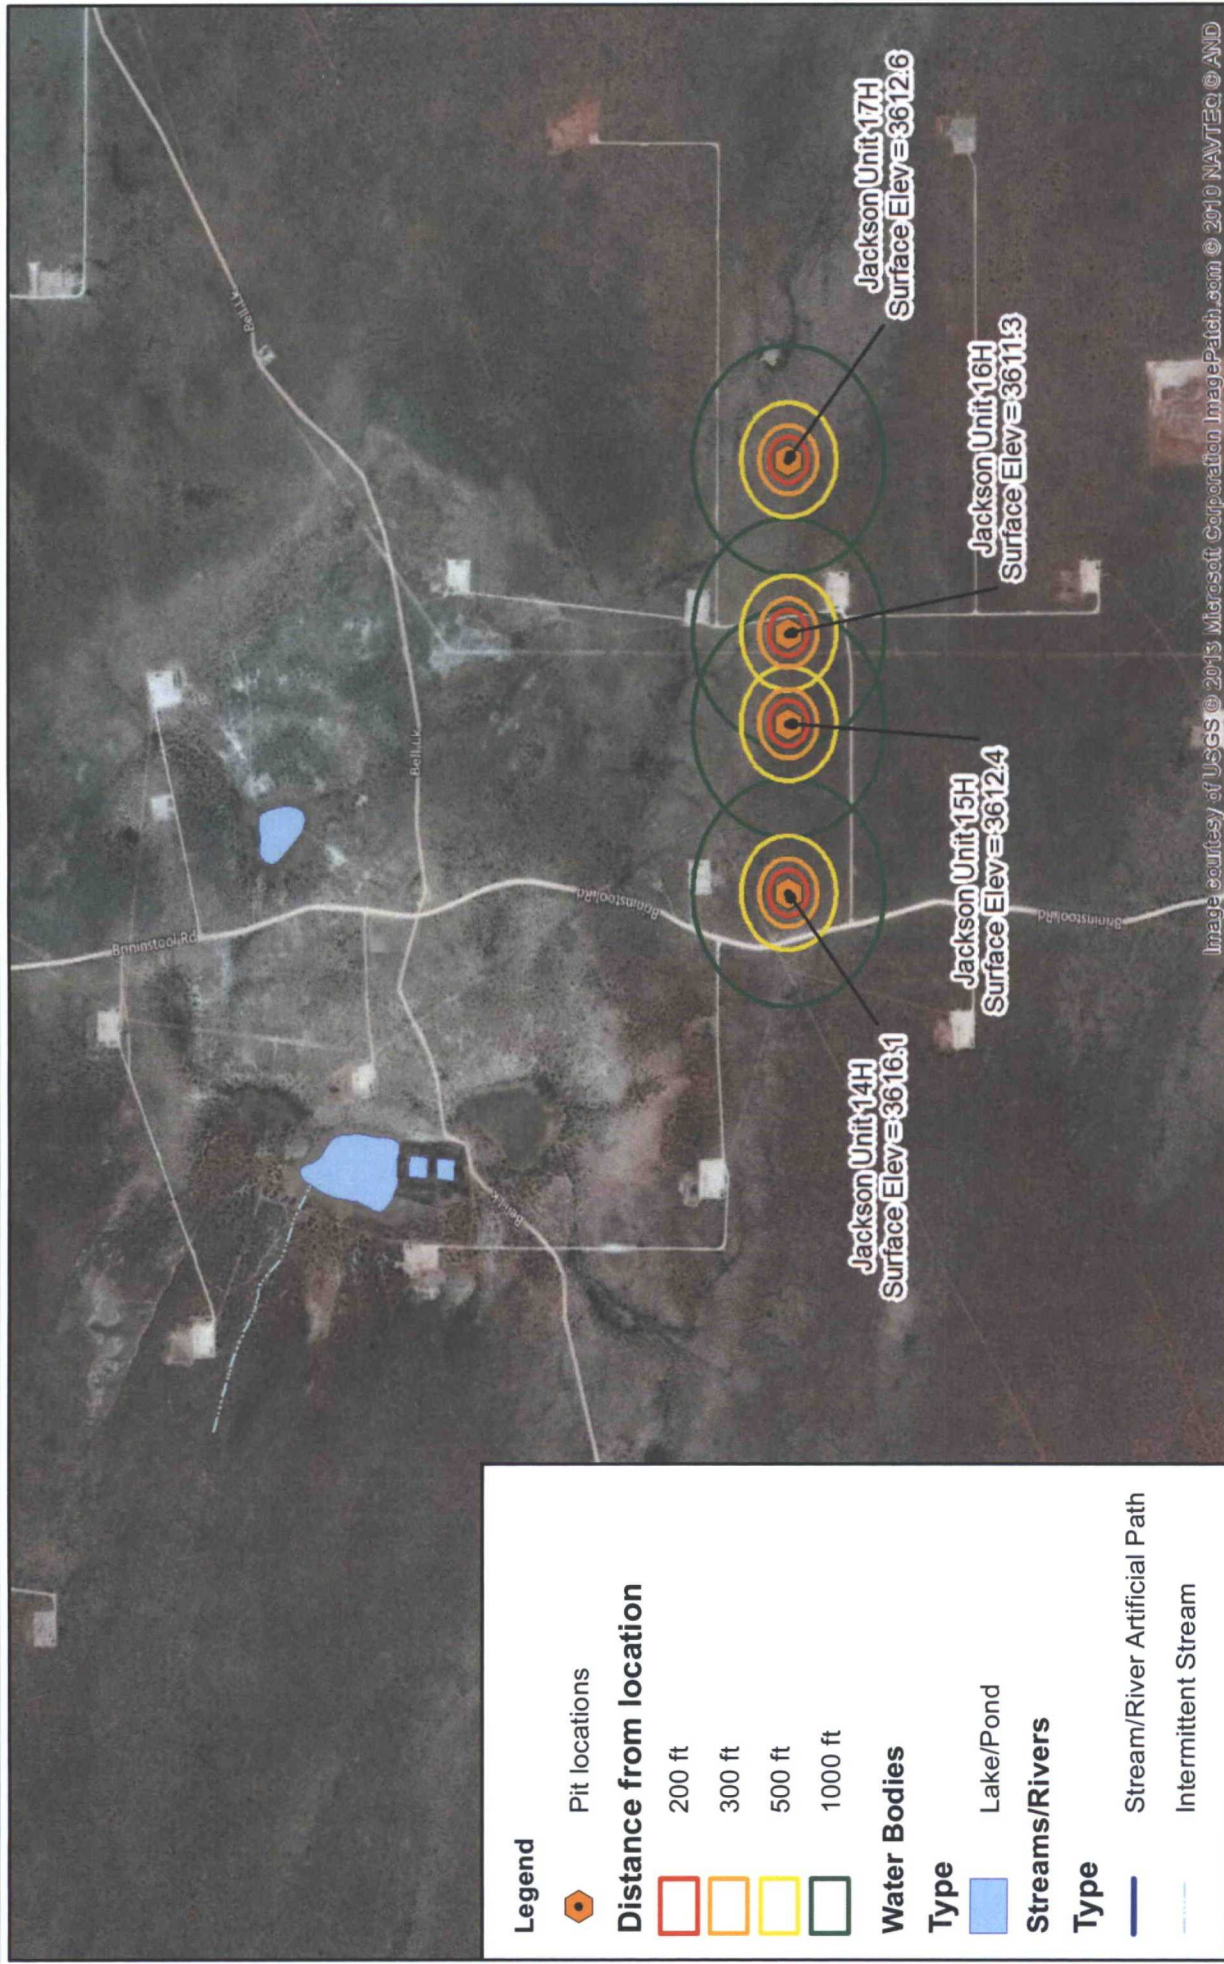 Brininstool Rd
Bell Lk
Bell Lk
Brininstool Rd
Bell Lk
Brininstool Rd
Jackson Unit 14H
Surface Elev = 3616.1
Jackson Unit 15H
Surface Elev = 3612.4
Jackson Unit 16H
Surface Elev = 3611.3
Jackson Unit 17H
Surface Elev = 3612.6
Legend
Pit locations
Distance from location
200 ft
300 ft
500 ft
1000 ft
Water Bodies
Type
Lake/Pond
Streams/Rivers
Type
Stream/River Artificial Path
Intermittent Stream
Image courtesy of USGS © 2013 Microsoft Corporation ImagePatch.com © 2010 NAVTEQ © AND